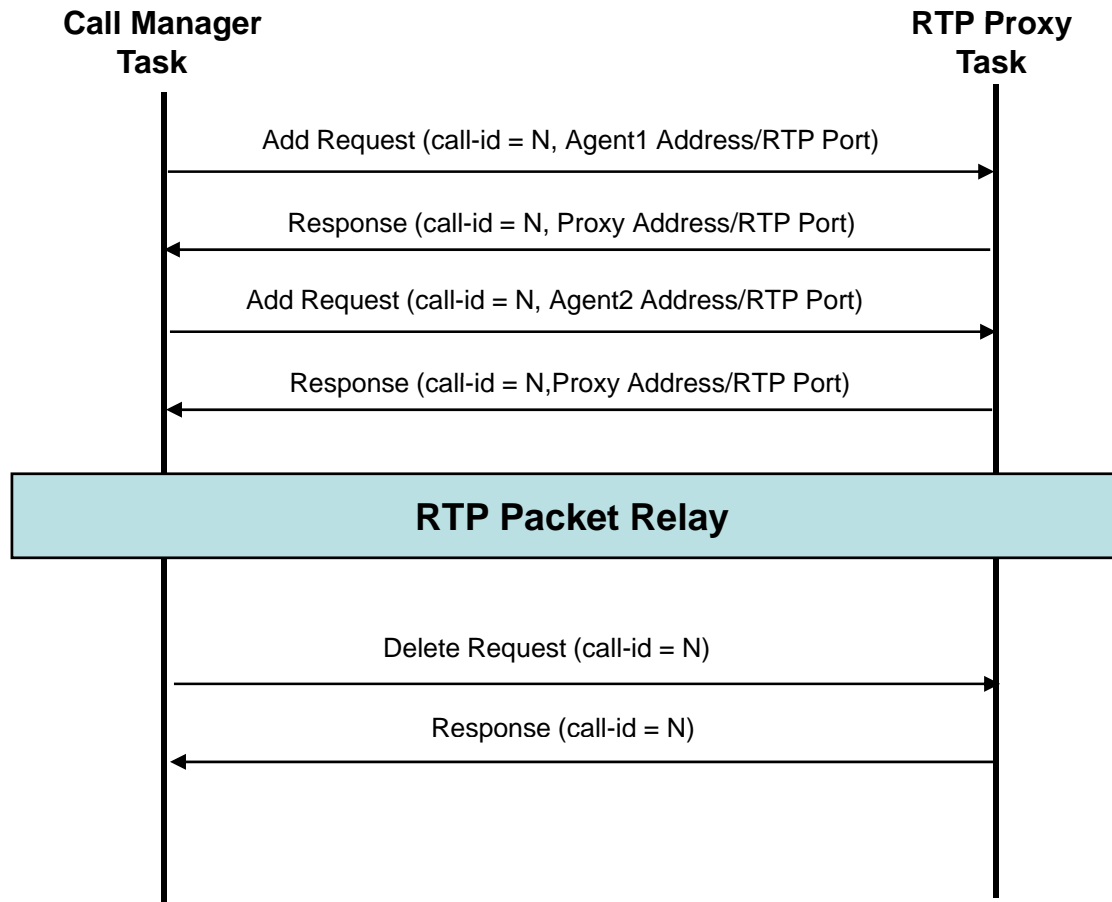 Call Manager
Task
RTP Proxy
Task
Add Request (call-id = N, Agent1 Address/RTP Port)
Response (call-id = N, Proxy Address/RTP Port)
Add Request (call-id = N, Agent2 Address/RTP Port)
Response (call-id = N,Proxy Address/RTP Port)
RTP Packet Relay
Delete Request (call-id = N)
Response (call-id = N)